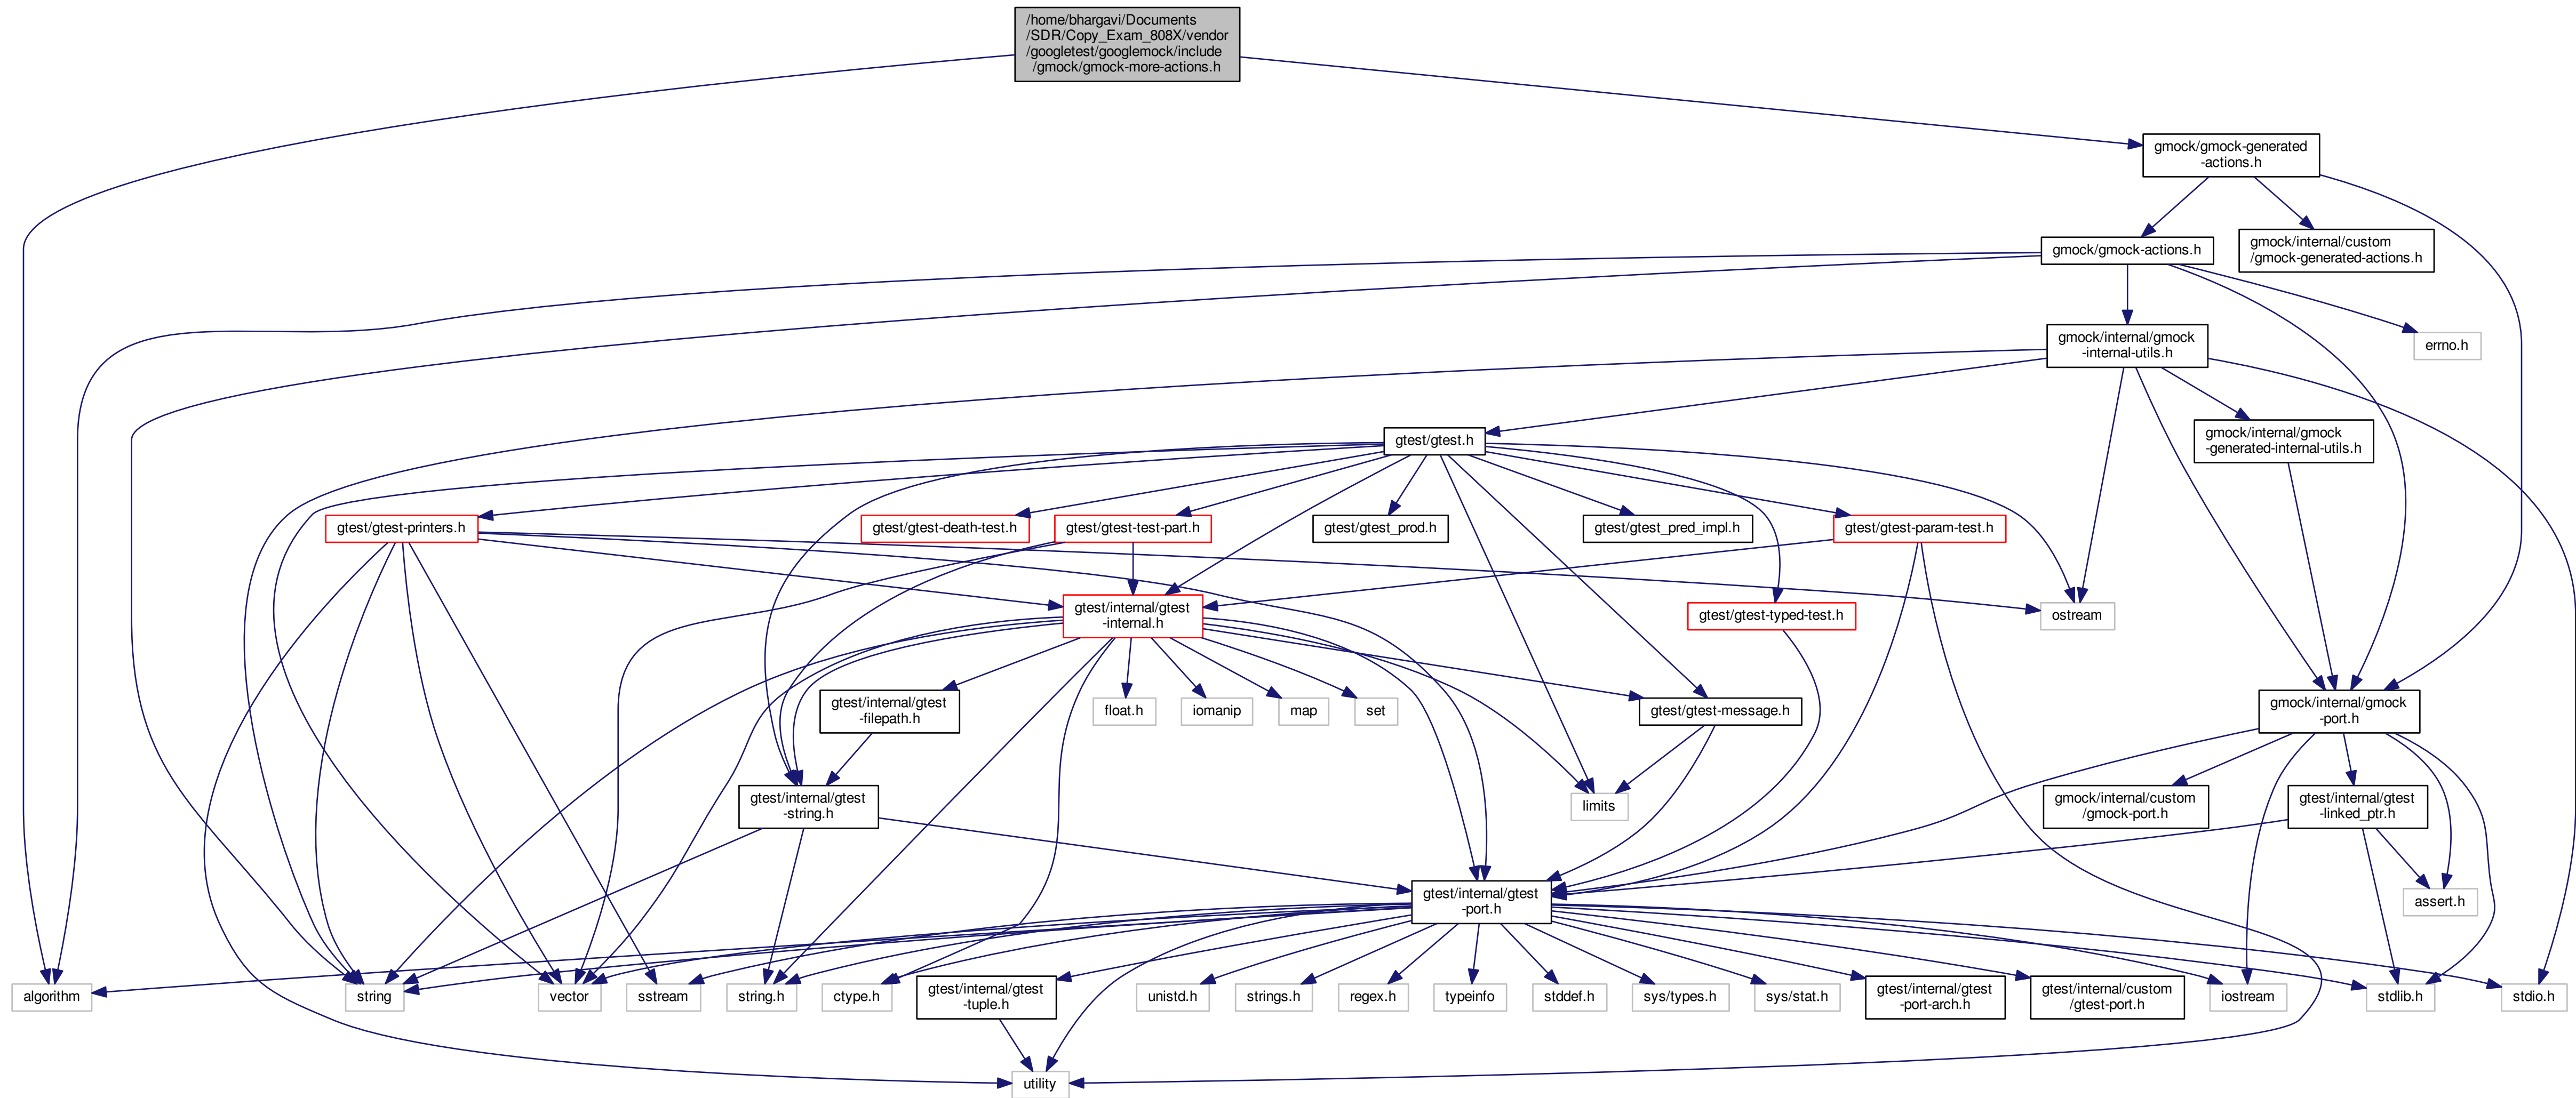 /home/bhargavi/Documents
/SDR/Copy_Exam_808X/vendor
/googletest/googlemock/include
/gmock/gmock-more-actions.h
gmock/gmock-generated
-actions.h
gmock/gmock-actions.h
gmock/internal/custom
/gmock-generated-actions.h
gmock/internal/gmock
-internal-utils.h
errno.h
gtest/gtest.h
gmock/internal/gmock
-generated-internal-utils.h
gtest/gtest-printers.h
gtest/gtest-death-test.h
gtest/gtest-test-part.h
gtest/gtest_prod.h
gtest/gtest_pred_impl.h
gtest/gtest-param-test.h
gtest/internal/gtest
-internal.h
gtest/gtest-typed-test.h
ostream
gtest/internal/gtest
-filepath.h
float.h
iomanip
map
set
gtest/gtest-message.h
gmock/internal/gmock
-port.h
gtest/internal/gtest
-string.h
limits
gmock/internal/custom
/gmock-port.h
gtest/internal/gtest
-linked_ptr.h
gtest/internal/gtest
-port.h
assert.h
algorithm
string
vector
sstream
string.h
ctype.h
gtest/internal/gtest
-tuple.h
unistd.h
strings.h
regex.h
typeinfo
stddef.h
sys/types.h
sys/stat.h
gtest/internal/gtest
-port-arch.h
gtest/internal/custom
/gtest-port.h
iostream
stdlib.h
stdio.h
utility